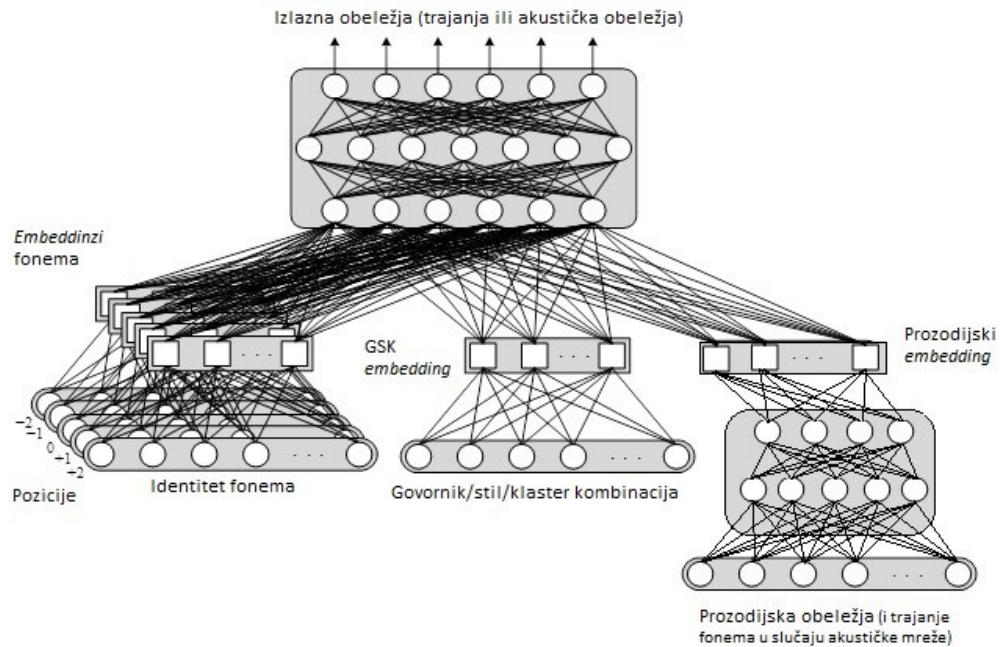 Izlazna obeležja (trajanja ili akustička obeležja)
Embeddinzi
fonema
GSK
embedding
Prozodijski
embedding
−2
−1
0
+1
+2
Pozicije
Identitet fonema
Govornik/stil/klaster kombinacija
Prozodijska obeležja (i trajanje
fonema u slučaju akustičke mreže)